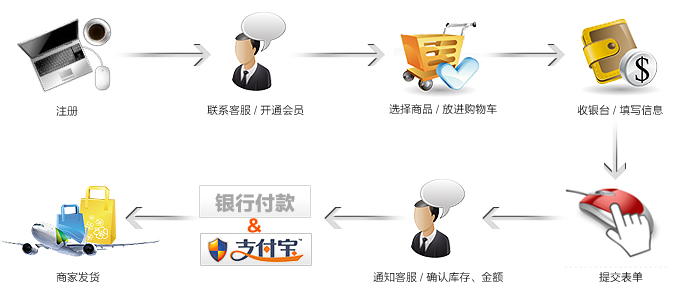 注册
联系客服 / 开通会员
选择商品 / 放进购物车
收银台 / 填写信息
$
提交表单
通知客服 / 确认库存、金额
银行付款
&
支付宝™
商家发货